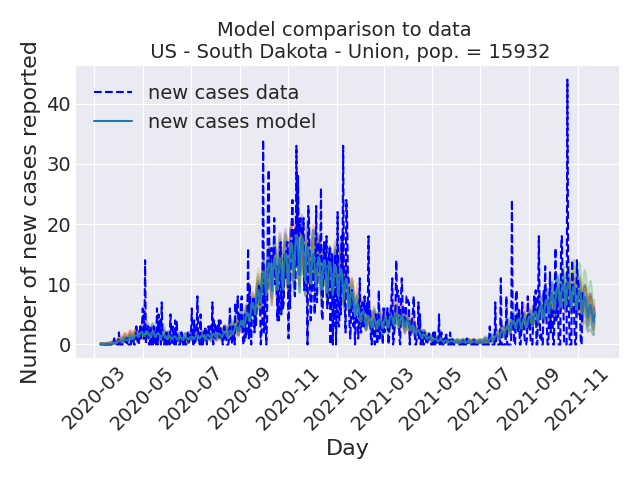 Model comparison to data
US - South Dakota - Union, pop. = 15932
Number of new cases reported
40
30
20
10
0
new cases data
new cases model
2020-03
2020-05
2020-07
2020-09
2020-11
2021-01
2021-03
2021-05
2021-07
2021-09
2021-11
Day